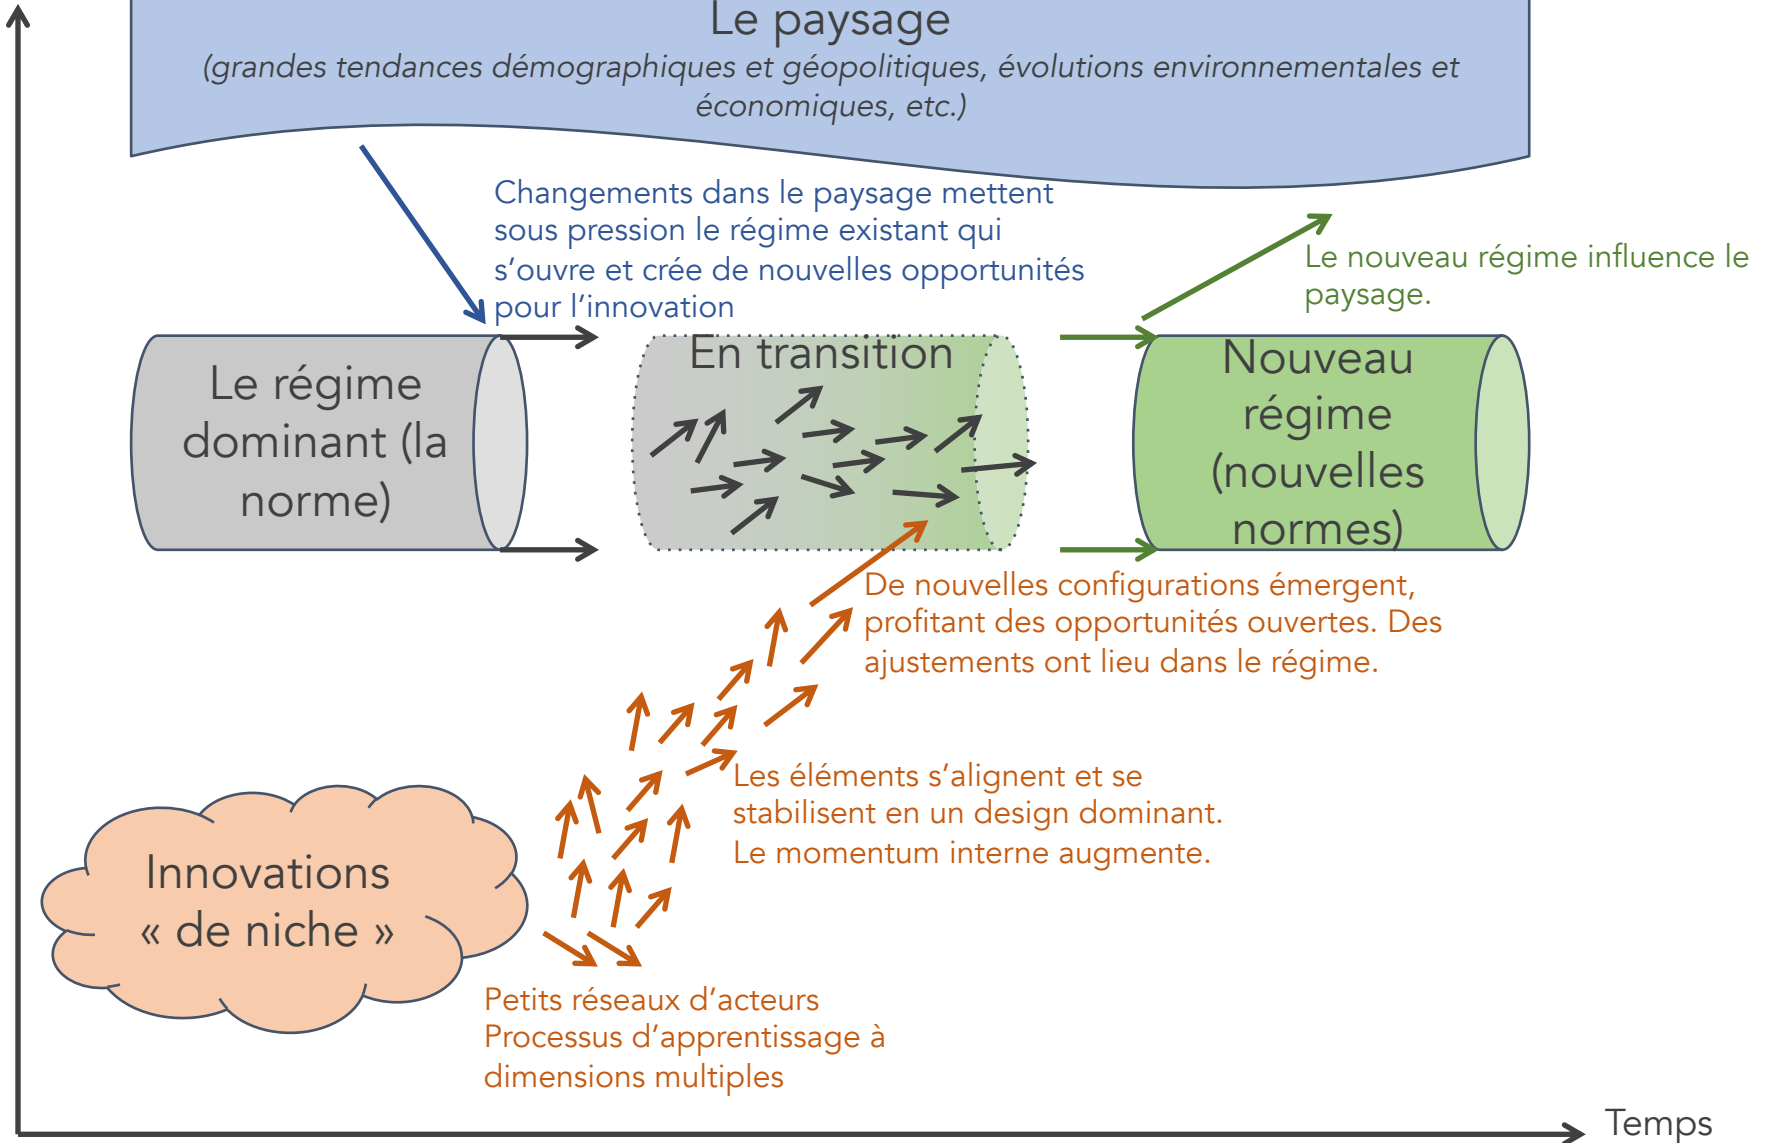 Le paysage
(grandes tendances démographiques et géopolitiques, évolutions environnementales et
économiques, etc.)
Changements dans le paysage mettent
sous pression le régime existant qui
s’ouvre et crée de nouvelles opportunités
pour l’innovation
Le nouveau régime influence le
paysage.
Le régime
dominant (la
norme)
En transition
Nouveau
régime
(nouvelles
normes)
De nouvelles configurations émergent,
profitant des opportunités ouvertes. Des
ajustements ont lieu dans le régime.
Les éléments s’alignent et se
stabilisent en un design dominant.
Le momentum interne augmente.
Innovations
« de niche »
Petits réseaux d’acteurs
Processus d’apprentissage à
dimensions multiples
Temps